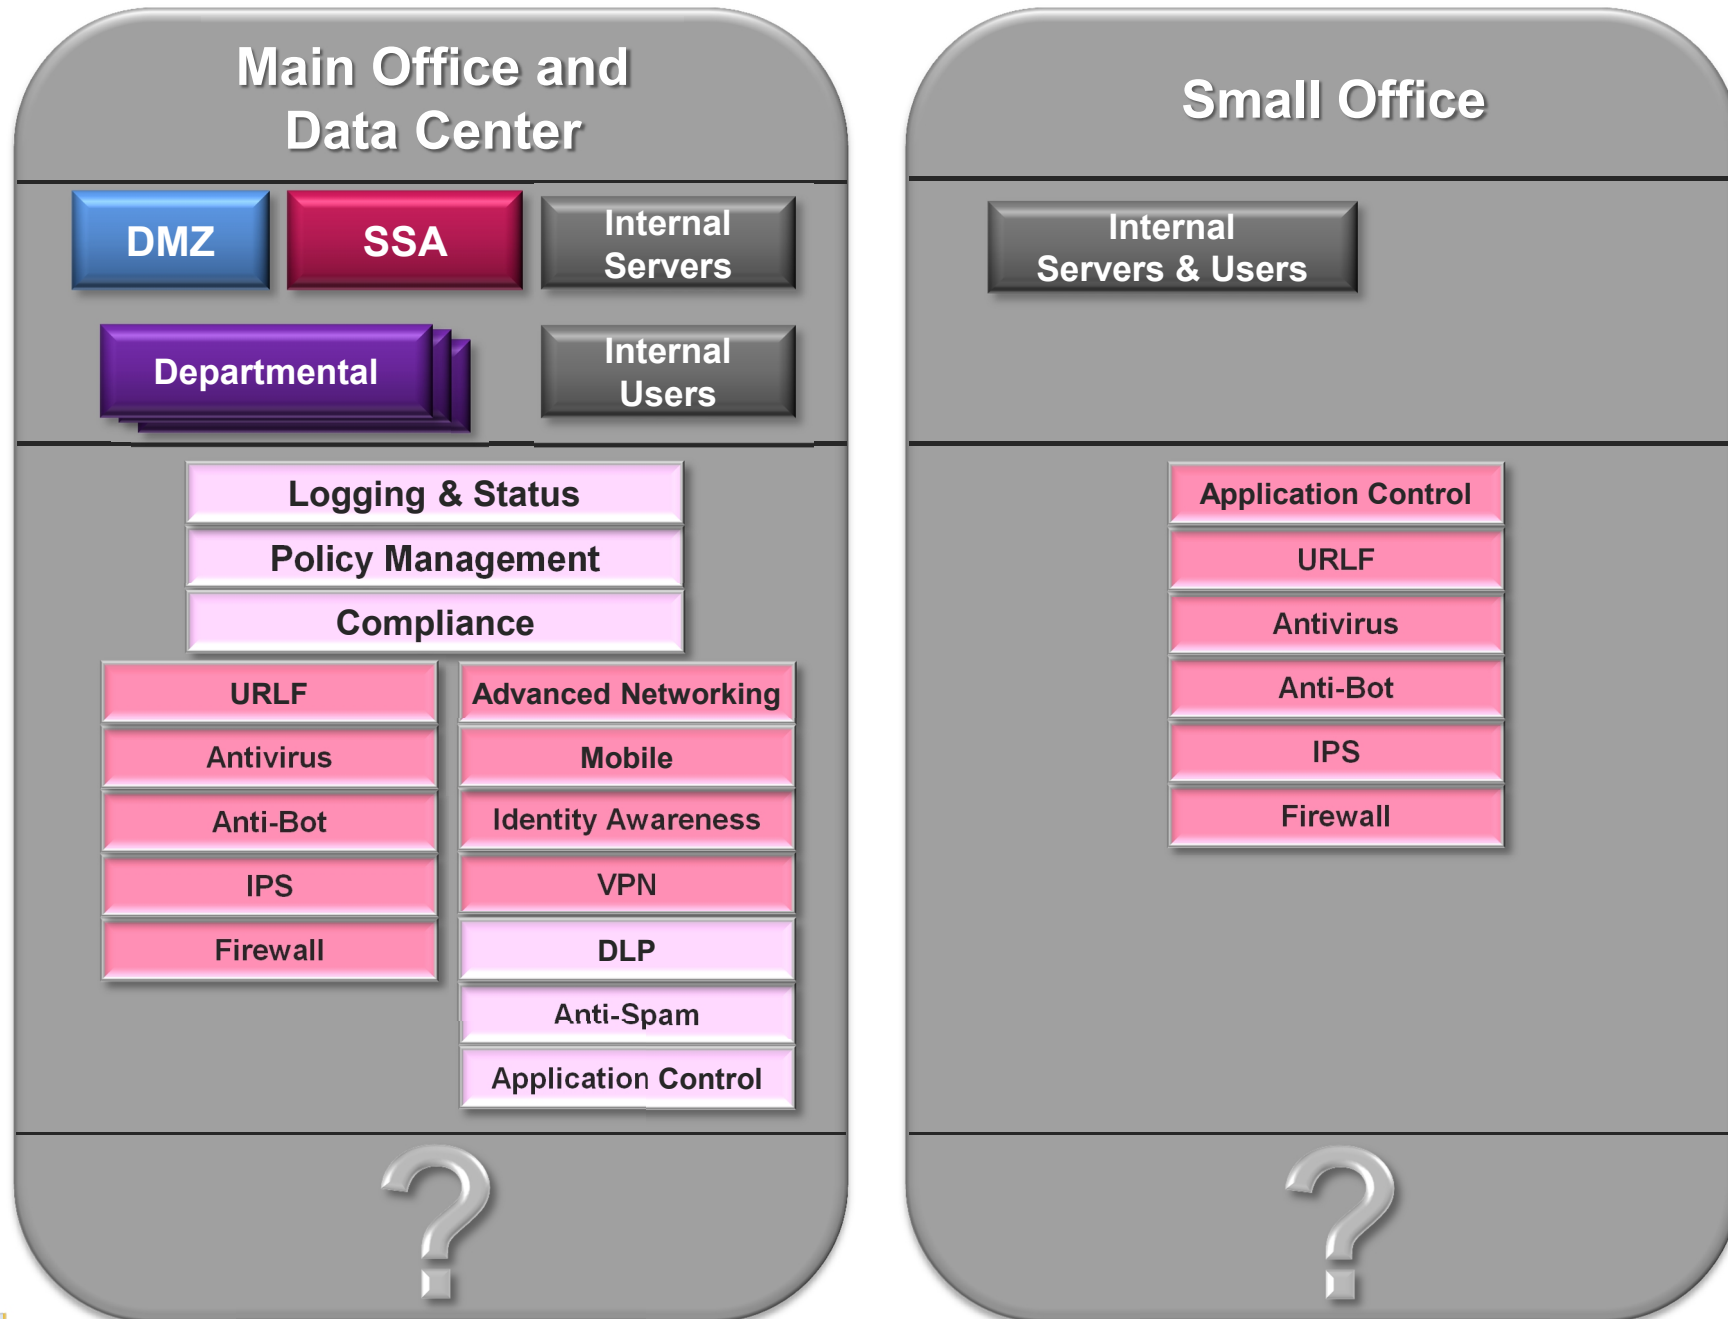 Main Office and
Data Center
DMZ
SSA
Internal
Servers
Departmental
Internal
Users
Logging & Status
Policy Management
Compliance
URLF
Antivirus
Anti-Bot
IPS
Firewall
Advanced Networking
Mobile
Identity Awareness
VPN
DLP
Anti-Spam
Application Control
?
Small Office
Internal
Servers & Users
Application Control
URLF
Antivirus
Anti-Bot
IPS
Firewall
?